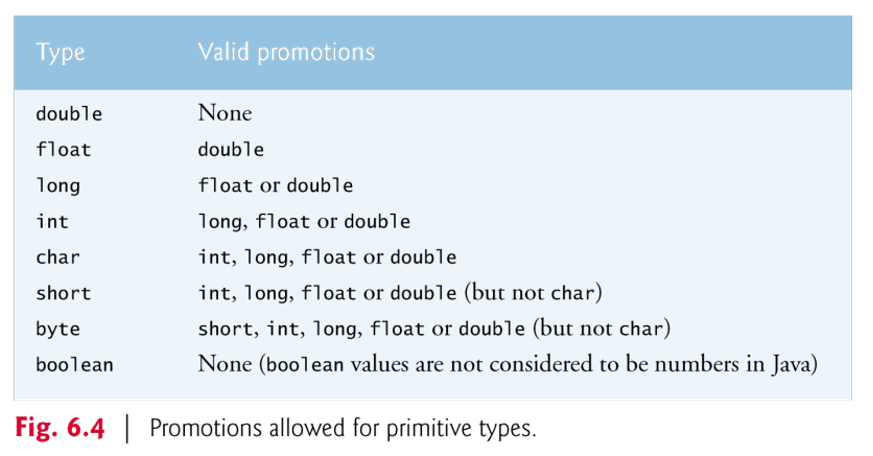 Type Valid promotions
double None
float double
long float or double
int long, float or double
char int, long, float or double
short int, long, float or double (but not char)
byte short, int, long, float or double (but not char)
boolean None (boolean values are not considered to be numbers in Java)
Fig. 6.4 | Promotions allowed for primitive types.